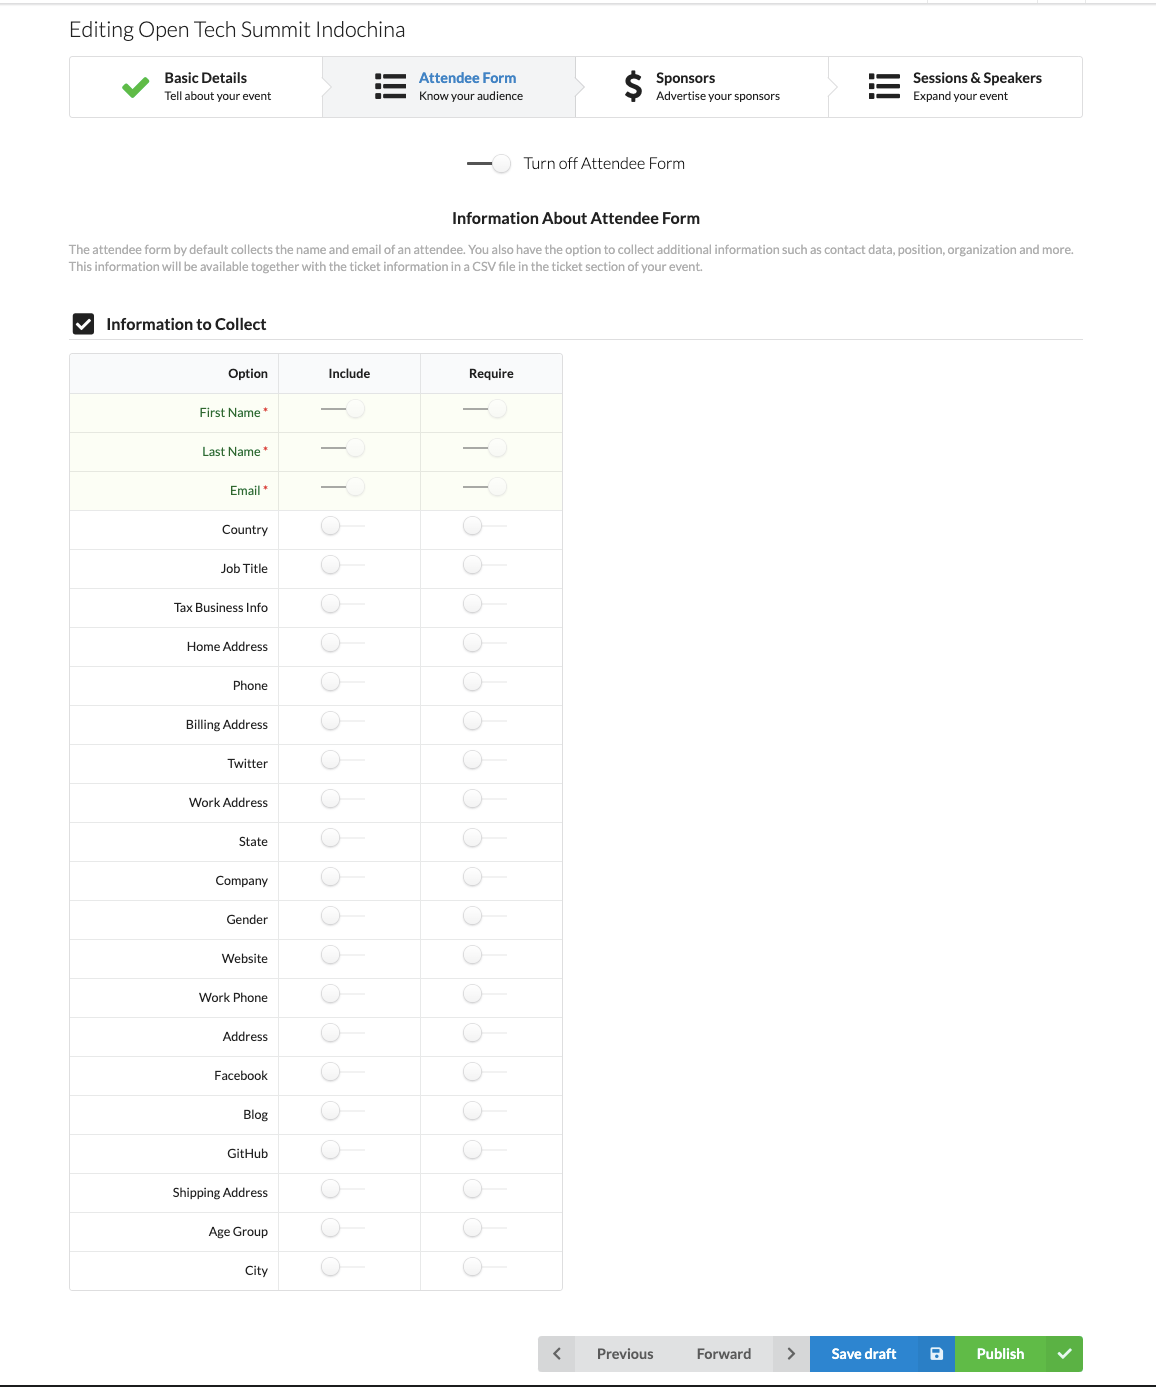 Editing Open Tech Summit Indochina
Basic Details
Tell about your event
Attendee Form
Know your audience
$
Sponsors
Advertise your sponsors
Sessions & Speakers
Expand your event
Turn off Attendee Form
Information About Attendee Form
The attendee form by default collects the name and email of an attendee. You also have the option to collect additional information such as contact data, position, organization and more.
This information will be available together with the ticket information in a CSV file in the ticket section of your event.
Information to Collect
Option Include Require
First Name *
Last Name *
Email *
Country
Job Title
Tax Business Info
Home Address
Phone
Billing Address
Twitter
Work Address
State
Company
Gender
Website
Work Phone
Address
Facebook
Blog
GitHub
Shipping Address
Age Group
City
Previous Forward Save draft Publish